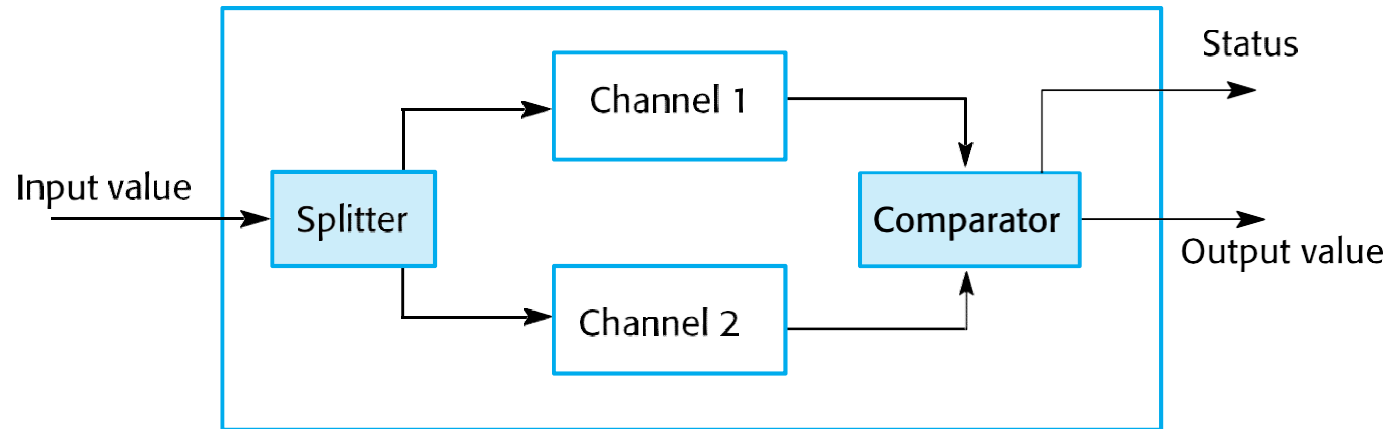 Status
Channel 1
Input value
Splitter
Comparator
Output value
Channel 2